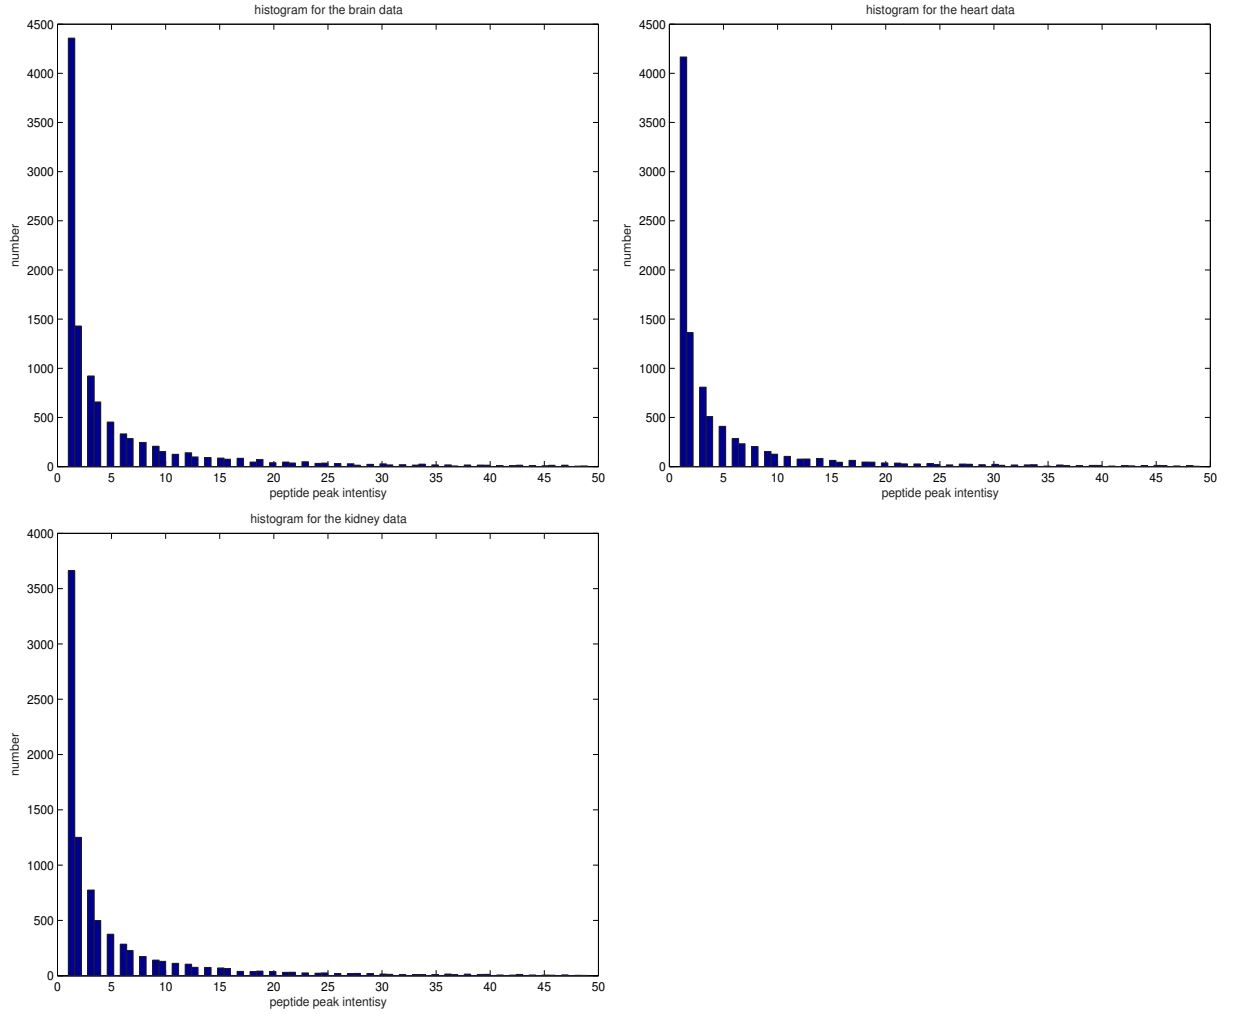 histogram for the brain data
4500
4000
3500
3000
2500
2000
1500
1000
500
0
number
0 5 10 15 20 25 30 35 40 45 50
peptide peak intentisy
histogram for the heart data
4500
4000
3500
3000
2500
2000
1500
1000
500
0
number
0 5 10 15 20 25 30 35 40 45 50
peptide peak intentisy
histogram for the kidney data
4000
3500
3000
2500
2000
1500
1000
500
0
number
0 5 10 15 20 25 30 35 40 45 50
peptide peak intentisy